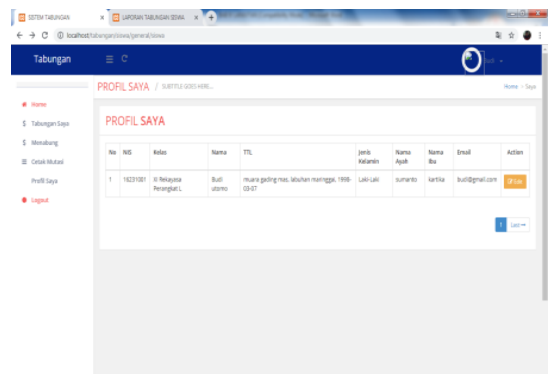 SISTEM TABUNGAN
LAPORAN TABUNGAN SISWA
localhost/tabungan/siswa/general/siswa
Tabungan
budi
PROFIL SAYA / SUBTITLE GOES HERE...
Home > Saya
Home
$ Tabungan Saya
$ Menabung
Cetak Mutasi
Profil Saya
Logout
PROFIL SAYA
No NIS Kelas Nama TTL Jenis Kelamin Nama Ayah Nama Ibu Email Action
1 16231001 XI Rekayasa Perangkat L Budi utomo muara gading mas, labuhan maringgai, 1998-03-07 Laki-Laki sumanto kartika budi@gmail.com
1 Last→